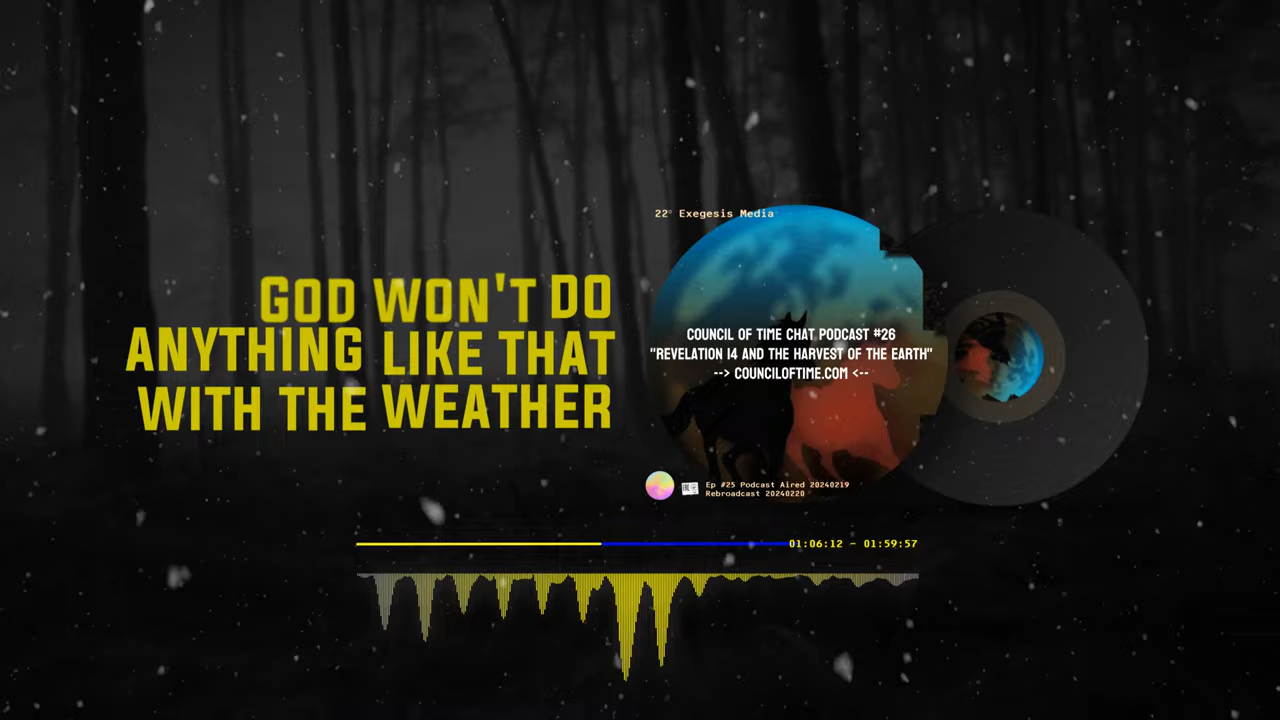 22° Exegesis Media
GOD WON'T DO
ANYTHING LIKE THAT
WITH THE WEATHER
COUNCIL OF TIME CHAT PODCAST #26
"REVELATION 14 AND THE HARVEST OF THE EARTH"
--> COUNCILOFTIME.COM <--
Ep #25 Podcast Aired 20240219
Rebroadcast 20240220
01:06:12 – 01:59:57